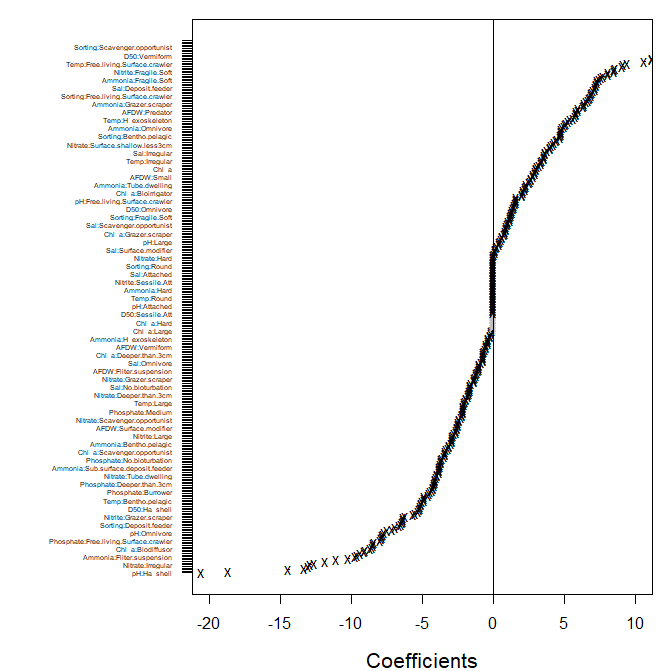 Sorting:Scavenger.opportunist
D50:Vermiform
Temp:Free.living.Surface.crawler
Nitrite:Fragile.Soft
Ammonia:Fragile.Soft
Sal:Deposit.feeder
Sorting:Free.living.Surface.crawler
Ammonia:Grazer.scraper
AFDW:Predator
Temp:H_exoskeleton
Ammonia:Omnivore
Sorting:Bentho.pelagic
Nitrate:Surface.shallow.less3cm
Sal:Irregular
Temp:Irregular
Chl_a
AFDW:Small
Ammonia:Tube.dwelling
Chl_a:Bioirrigator
pH:Free.living.Surface.crawler
D50:Omnivore
Sorting:Fragile.Soft
Sal:Scavenger.opportunist
Chl_a:Grazer.scraper
pH:Large
Sal:Surface.modifier
Nitrate:Hard
Sorting:Round
Sal:Attached
Nitrite:Sessile.Att
Ammonia:Hard
Temp:Round
pH:Attached
D50:Sessile.Att
Chl_a:Hard
Chl_a:Large
Ammonia:H_exoskeleton
AFDW:Vermiform
Chl_a:Deeper.than.3cm
Sal:Omnivore
AFDW:Filter.suspension
Nitrate:Grazer.scraper
Sal:No.bioturbation
Nitrate:Deeper.than.3cm
Temp:Large
Phosphate:Medium
Nitrate:Scavenger.opportunist
AFDW:Surface.modifier
Nitrite:Large
Ammonia:Bentho.pelagic
Chl_a:Scavenger.opportunist
Phosphate:No.bioturbation
Ammonia:Sub.surface.deposit.feeder
Nitrate:Tube.dwelling
Phosphate:Deeper.than.3cm
Phosphate:Burrower
Temp:Bentho.pelagic
D50:Ha_shell
Nitrite:Grazer.scraper
Sorting:Deposit.feeder
pH:Omnivore
Phosphate:Free.living.Surface.crawler
Chl_a:Biodiffusor
Ammonia:Filter.suspension
Nitrate:Irregular
pH:Ha_shell
-20 -15 -10 -5 0 5 10
Coefficients